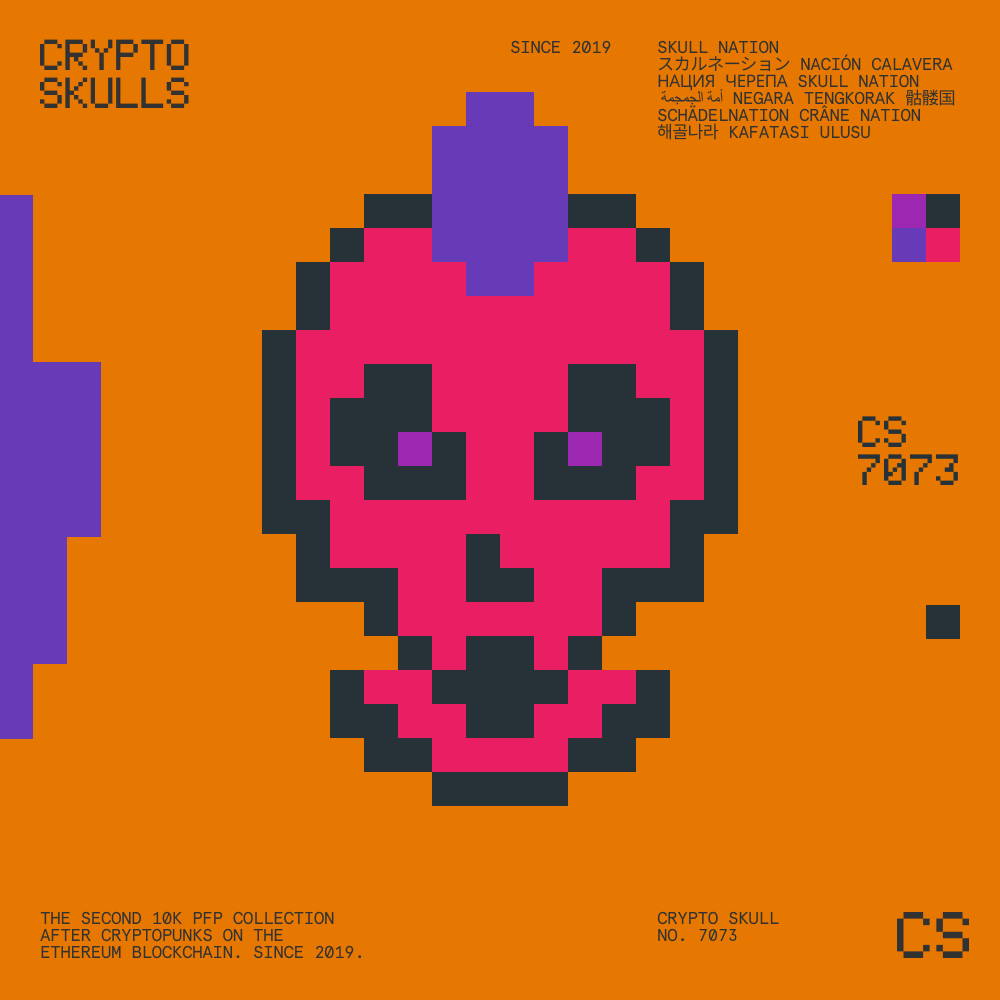 CRYPTO
SKULLS
SINCE 2019
SKULL NATION
スカルネーション NACIÓN CALAVERA
НАЦИЯ ЧЕРЕПА SKULL NATION
أمة الجمجمة NEGARA TENGKORAK 骷髅国
SCHÄDELNATION CRÂNE NATION
해골나라 KAFATASI ULUSU
CS
7073
THE SECOND 10K PFP COLLECTION
AFTER CRYPTOPUNKS ON THE
ETHEREUM BLOCKCHAIN. SINCE 2019.
CRYPTO SKULL
NO. 7073
CS